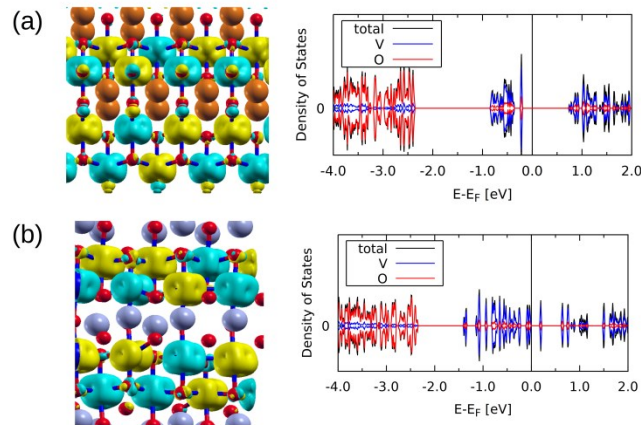 (a)
total
V
O
Density of States
0
-4.0 -3.0 -2.0 -1.0 0.0 1.0 2.0
E-E_F [eV]
(b)
total
V
O
Density of States
0
-4.0 -3.0 -2.0 -1.0 0.0 1.0 2.0
E-E_F [eV]